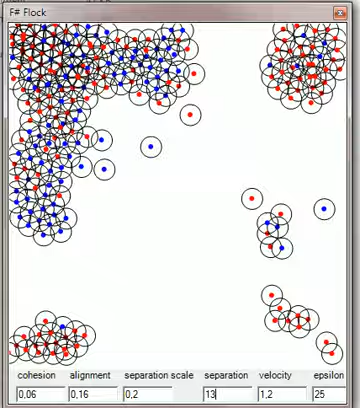 F# Flock
cohesion alignment separation scale separation velocity epsilon
0,06 0,16 0,2 13 1,2 25